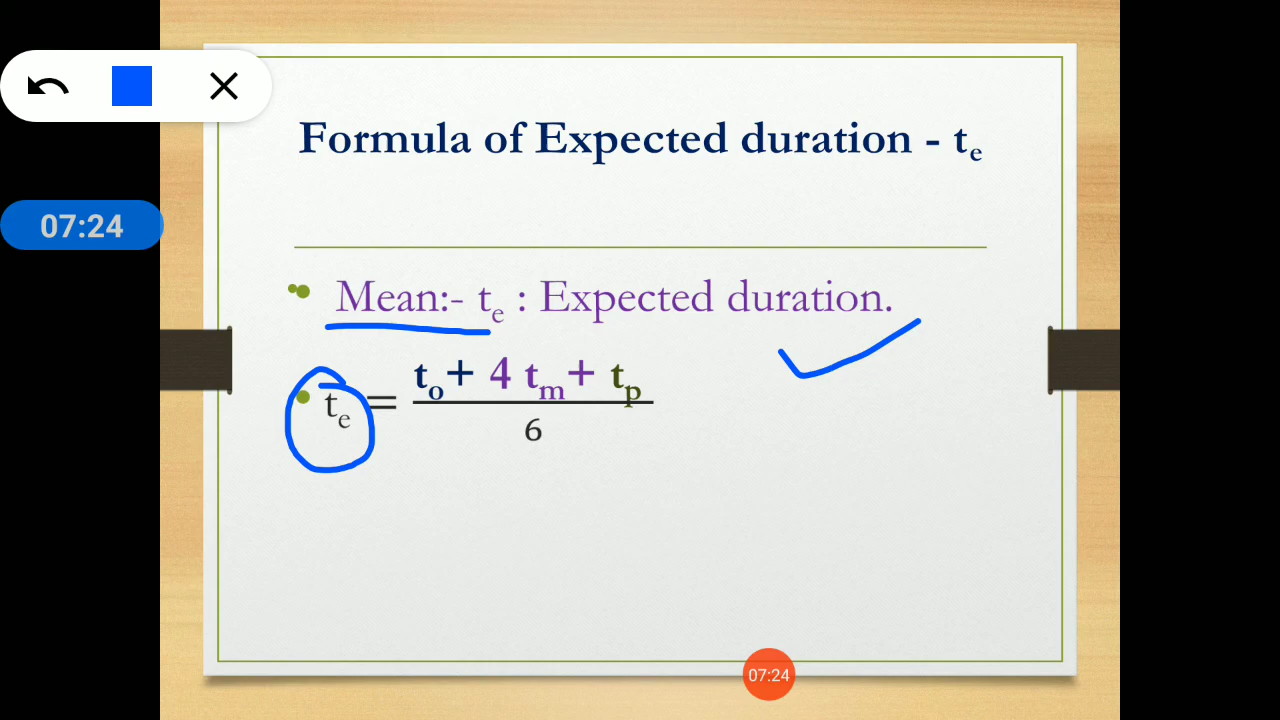 Formula of Expected duration - te
07:24
Mean:- te : Expected duration.
te = to+ 4 tm+ tp
6
07:24